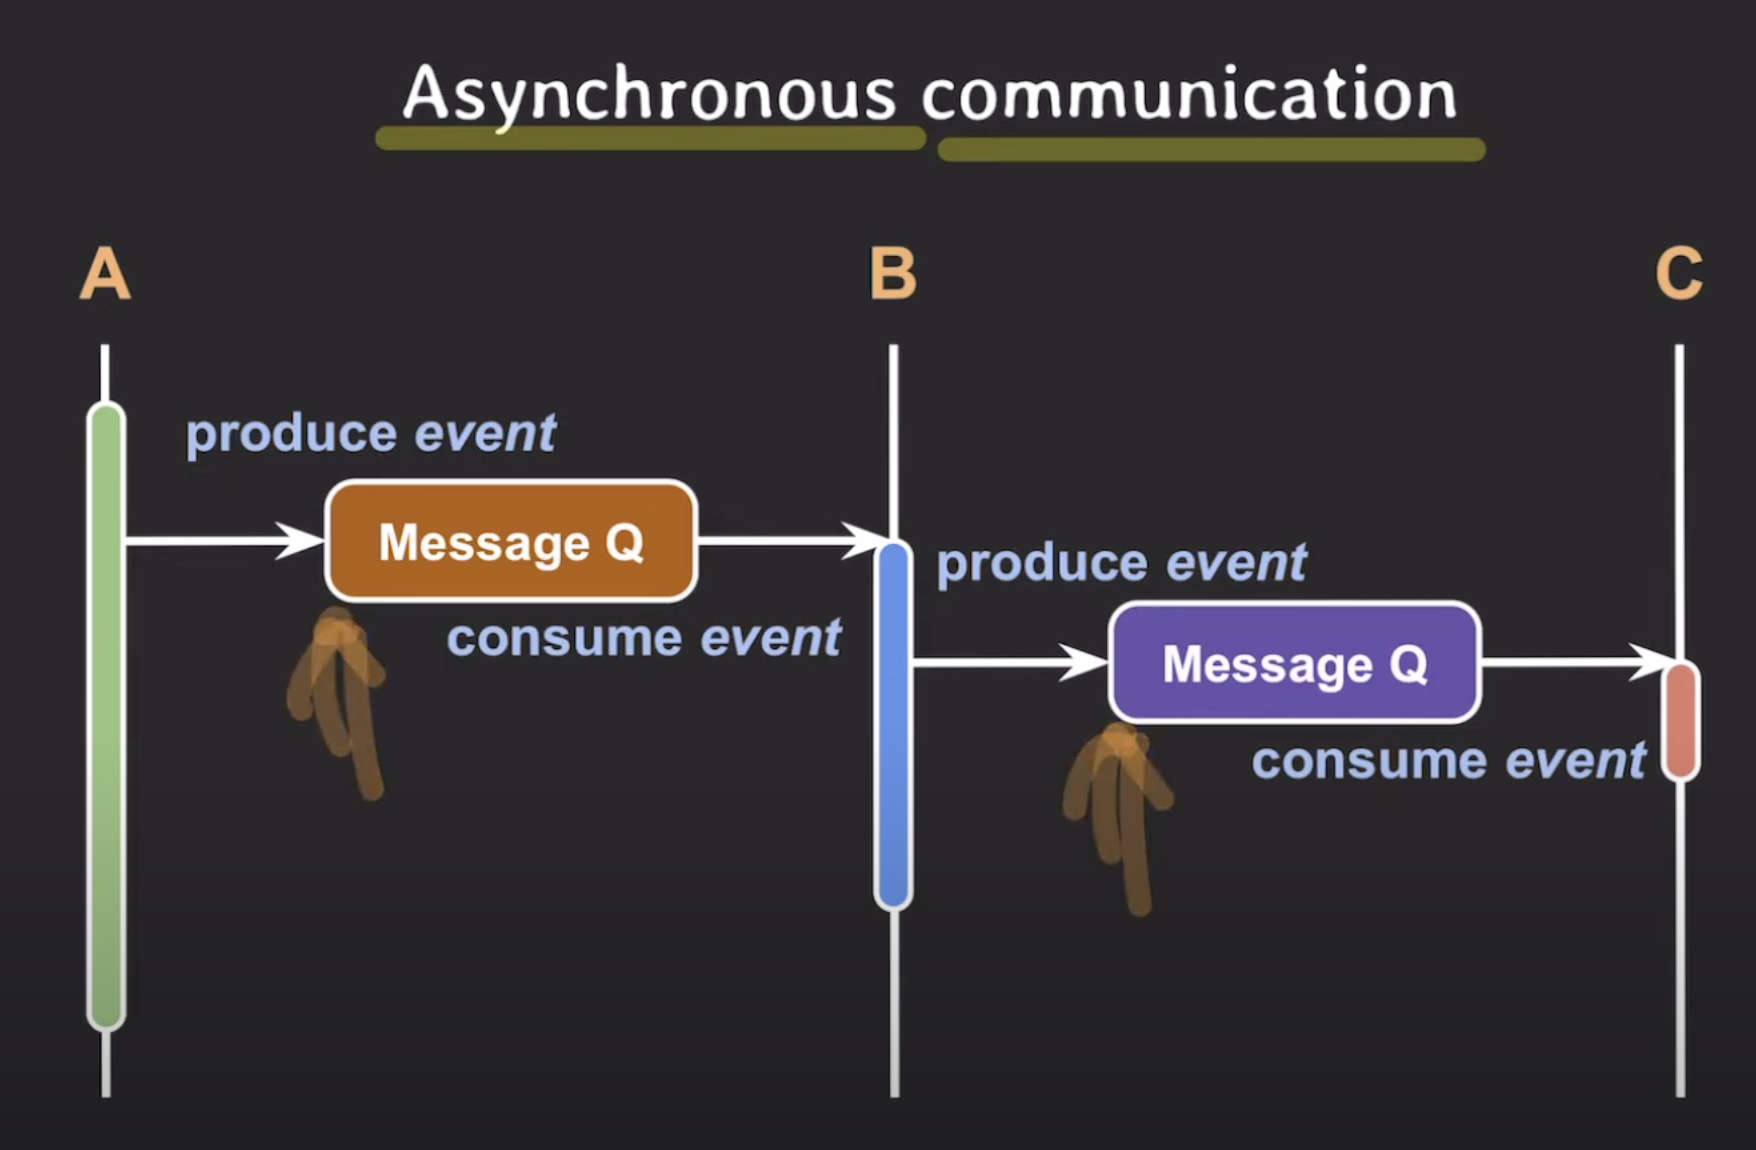 Asynchronous communication
A B C
produce event
Message Q
consume event
produce event
Message Q
consume event